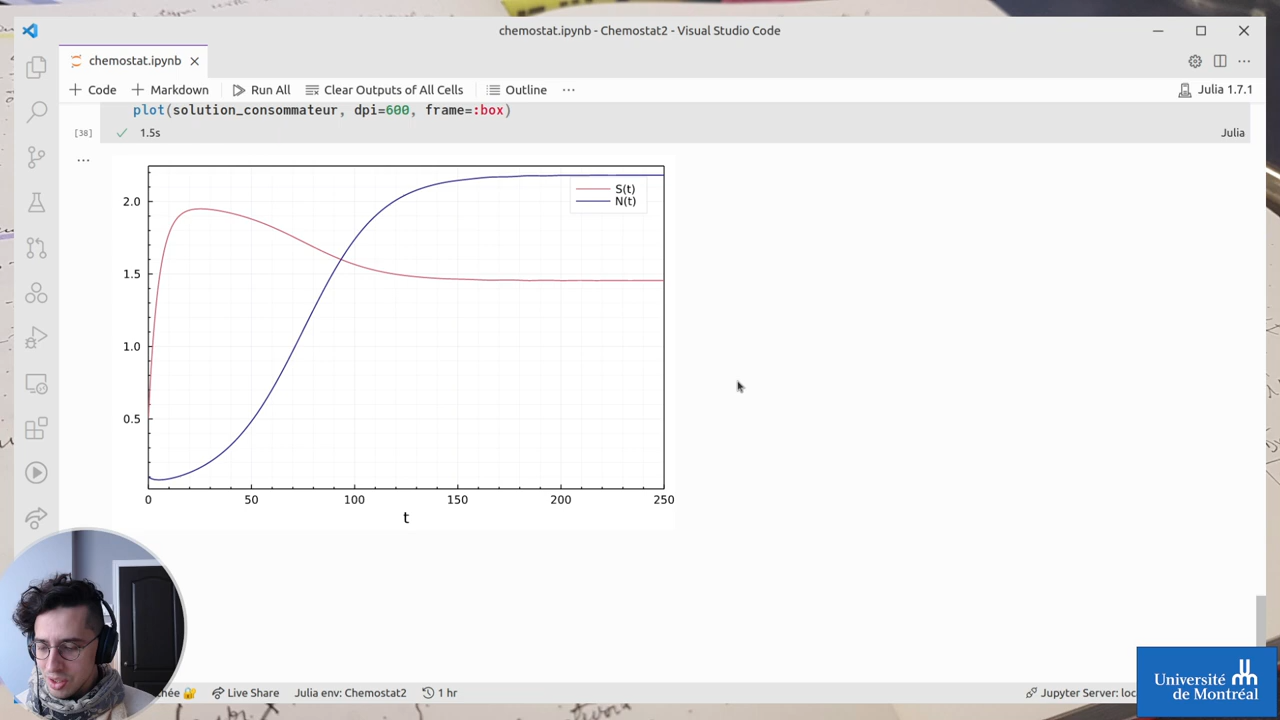 chemostat.ipynb - Chemostat2 - Visual Studio Code
chemostat.ipynb
Code Markdown Run All Clear Outputs of All Cells Outline ··· Julia 1.7.1
plot(solution_consommateur, dpi=600, frame=:box)
[38] 1.5s Julia
...
S(t)
N(t)
2.0
1.5
1.0
0.5
0 50 100 150 200 250
t
Live Share Julia env: Chemostat2 1 hr Jupyter Server:
Université
de Montréal